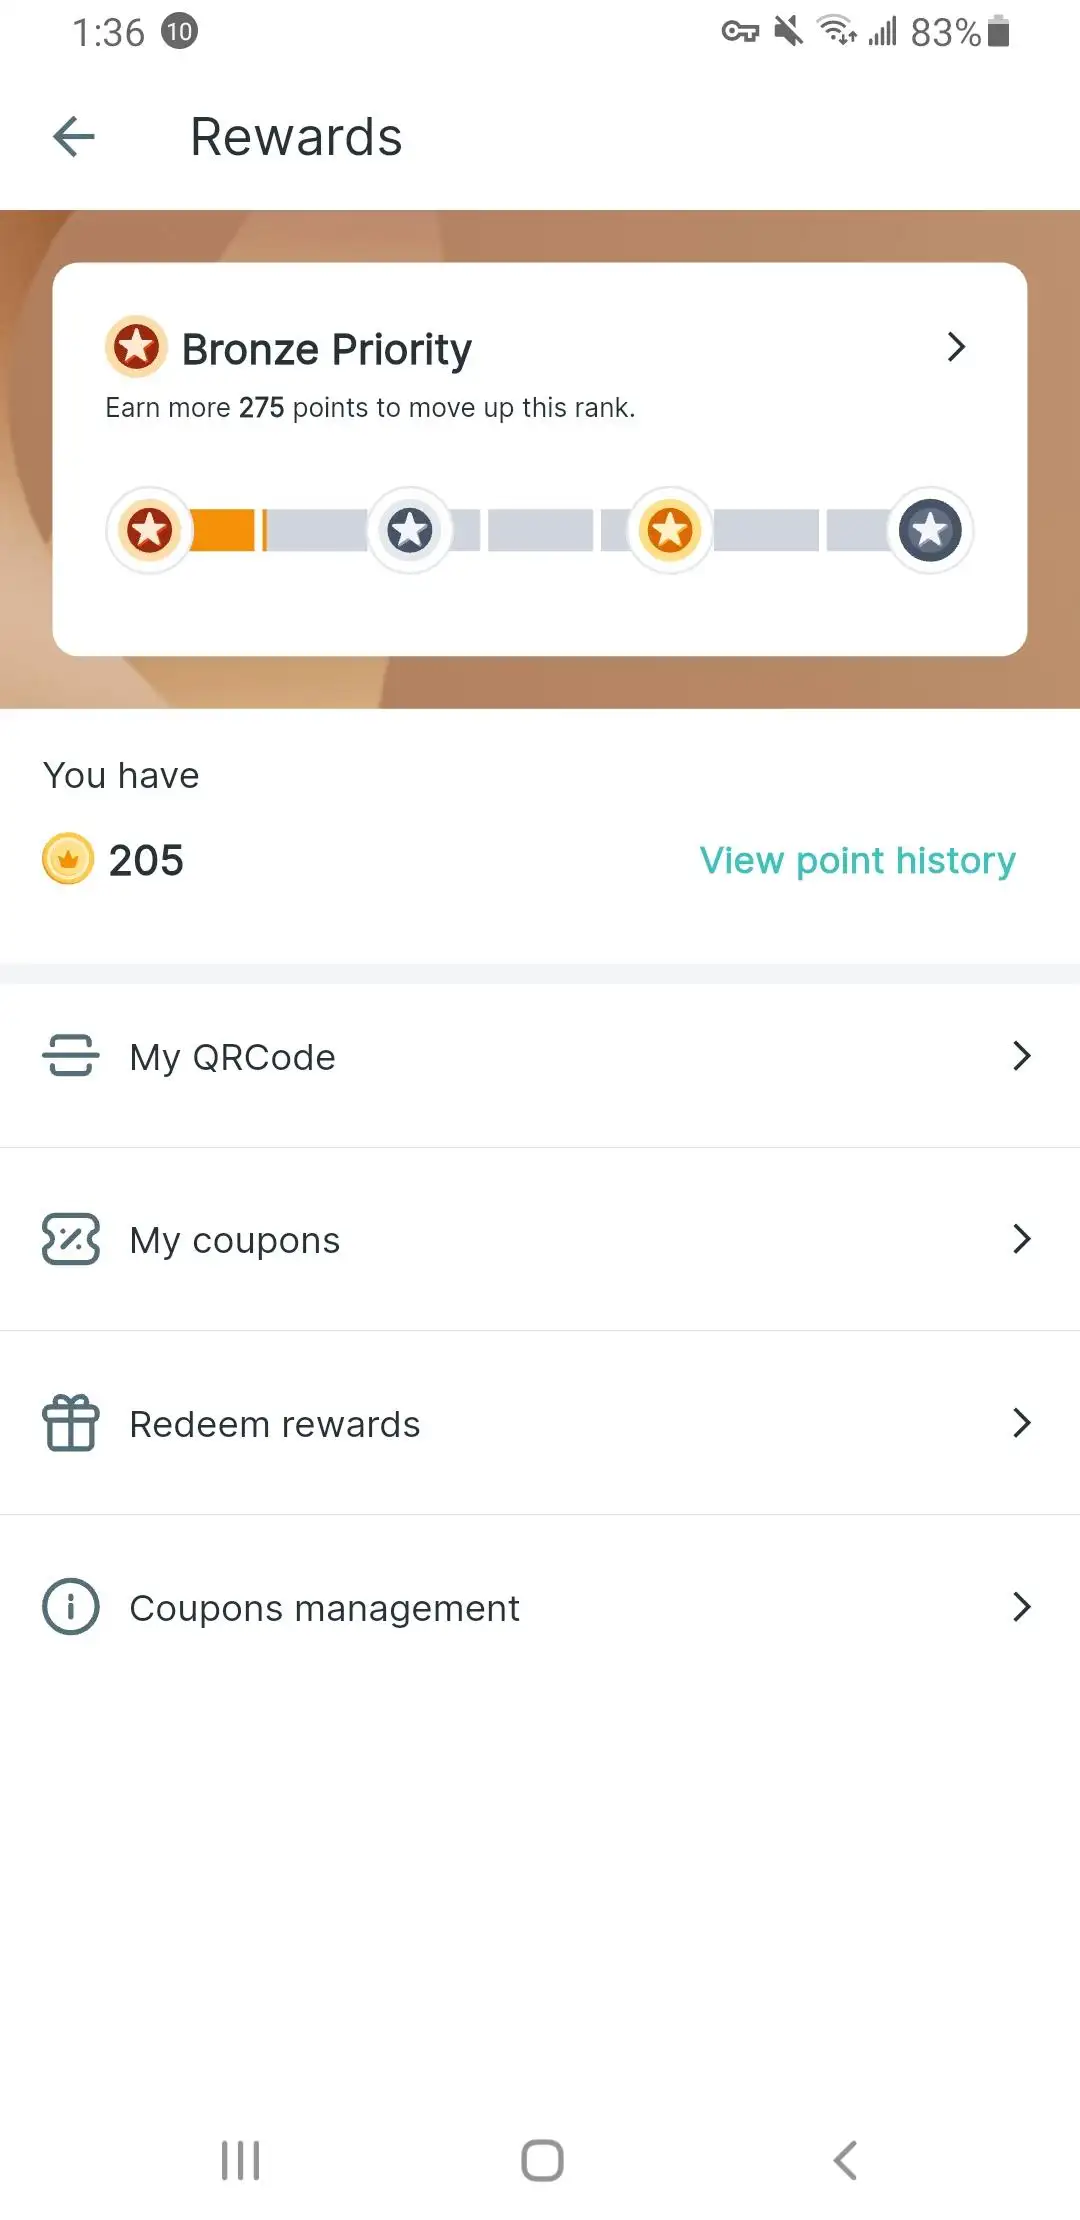 1:36 10 83%
Rewards
Bronze Priority
Earn more 275 points to move up this rank.
You have
205 View point history
My QRCode
My coupons
Redeem rewards
Coupons management